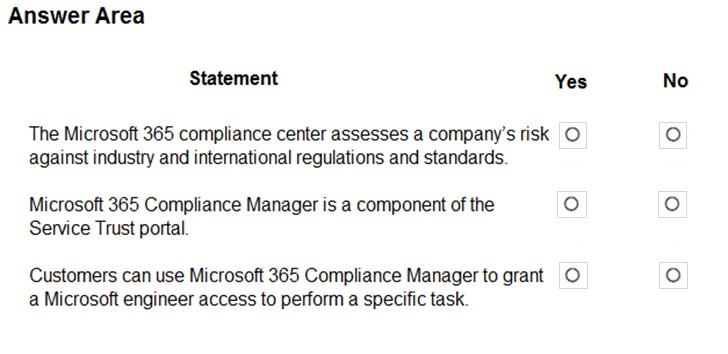 Answer Area
Statement Yes No
The Microsoft 365 compliance center assesses a company's risk
against industry and international regulations and standards.
Microsoft 365 Compliance Manager is a component of the
Service Trust portal.
Customers can use Microsoft 365 Compliance Manager to grant
a Microsoft engineer access to perform a specific task.